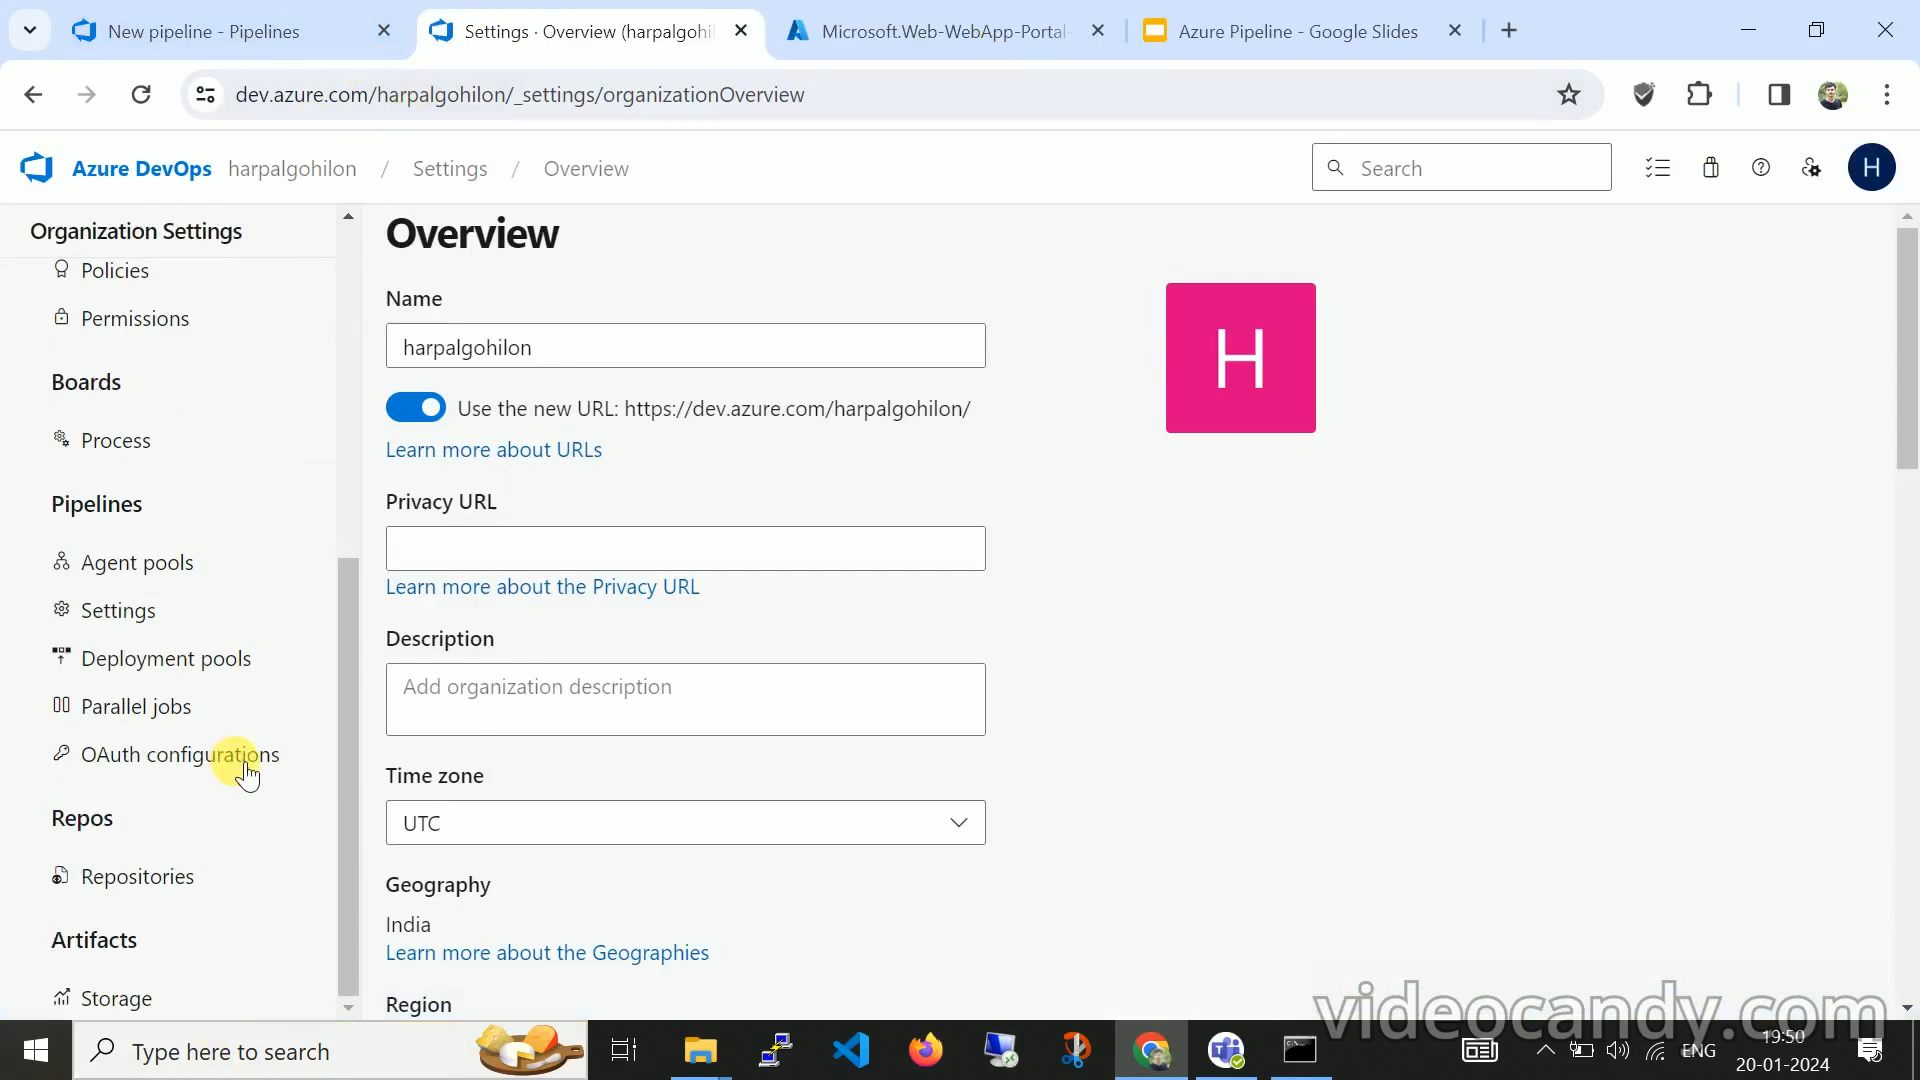 New pipeline - Pipelines
Settings · Overview (harpalgohil
Microsoft.Web-WebApp-Portal-
Azure Pipeline - Google Slides
dev.azure.com/harpalgohilon/_settings/organizationOverview
Azure DevOps harpalgohilon / Settings / Overview
Search
H
Organization Settings
Policies
Permissions
Boards
Process
Pipelines
Agent pools
Settings
Deployment pools
Parallel jobs
OAuth configurations
Repos
Repositories
Artifacts
Storage
Overview
Name
harpalgohilon
Use the new URL: https://dev.azure.com/harpalgohilon/
Learn more about URLs
Privacy URL
Learn more about the Privacy URL
Description
Add organization description
Time zone
UTC
Geography
India
Learn more about the Geographies
Region
H
videocandy.com
Type here to search
ENG
19:50
20-01-2024